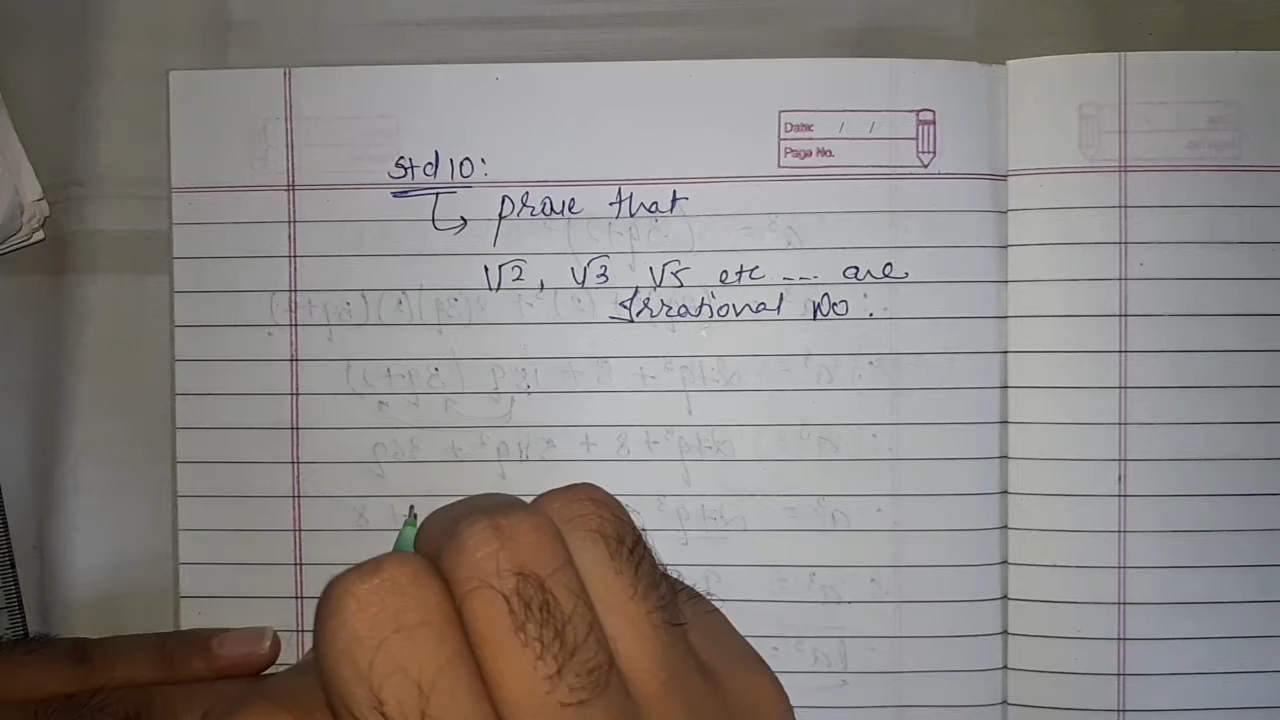 Date: / /
Page No.
Std 10:
↳ prove that
√2, √3, √5 etc ... are
Irrational No: